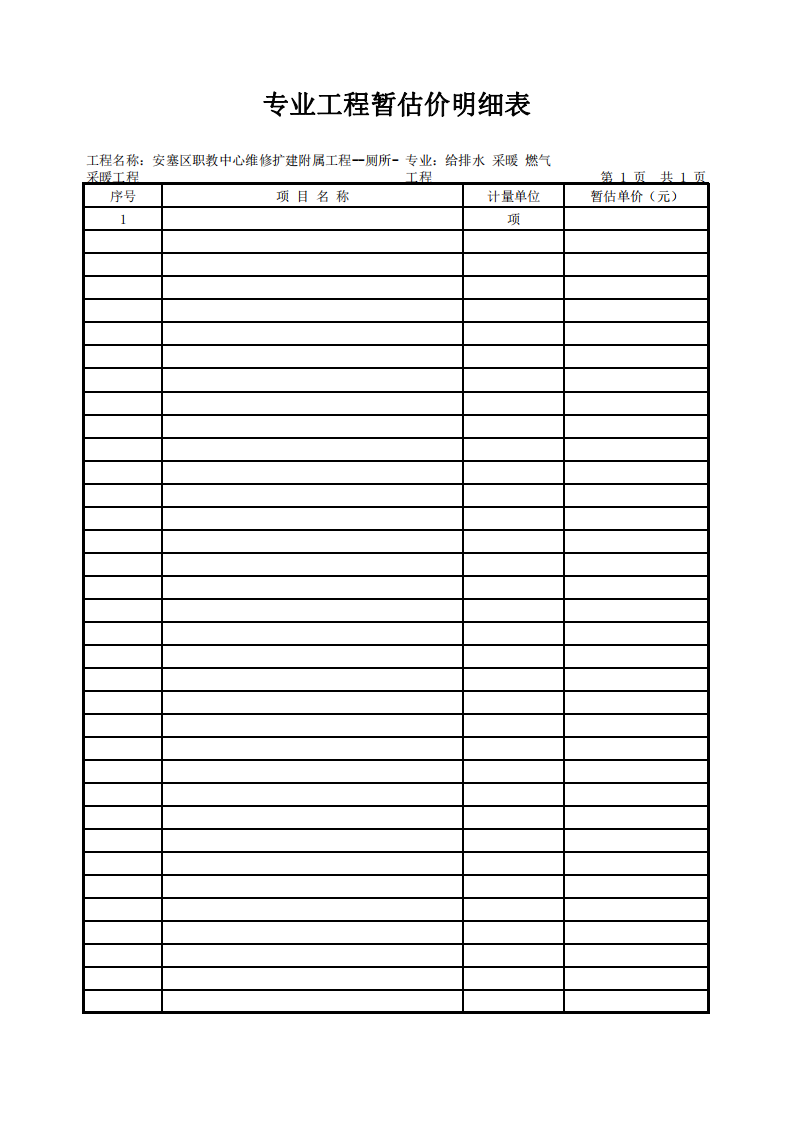 专业工程暂估价明细表
工程名称：安塞区职教中心维修扩建附属工程--厕所- 专业：给排水 采暖 燃气
采暖工程 工程 第 1 页 共 1 页
序号 项 目 名 称 计量单位 暂估单价（元）
1 项